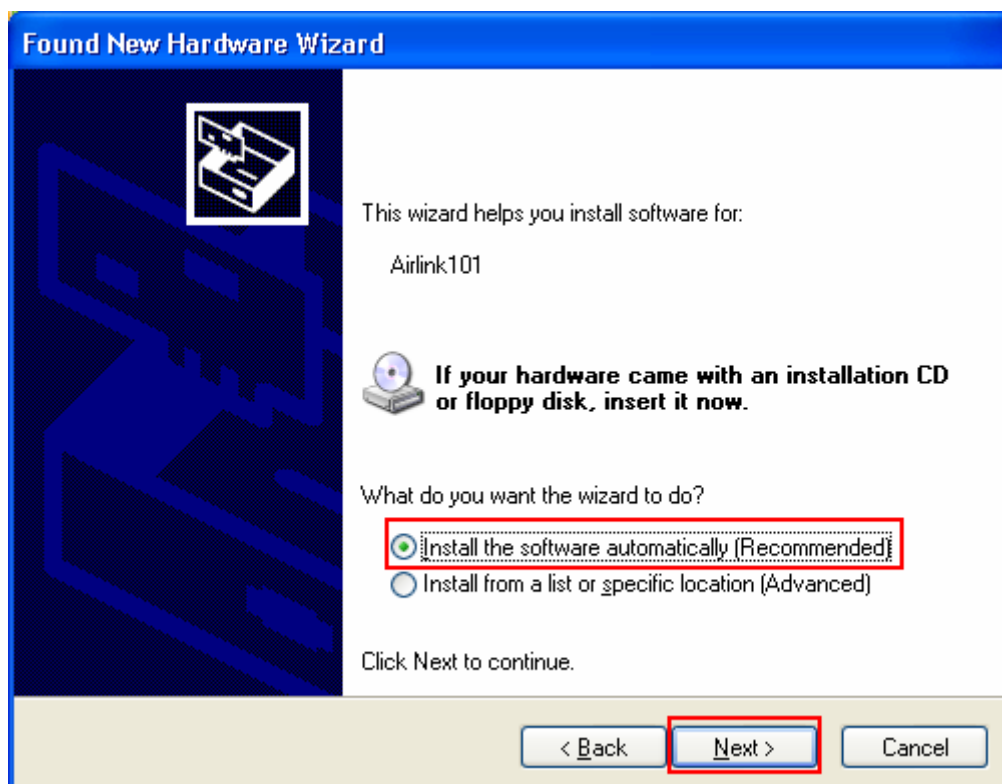 Found New Hardware Wizard
This wizard helps you install software for:
Airlink101
If your hardware came with an installation CD
or floppy disk, insert it now.
What do you want the wizard to do?
Install the software automatically (Recommended)
Install from a list or specific location (Advanced)
Click Next to continue.
< Back Next > Cancel